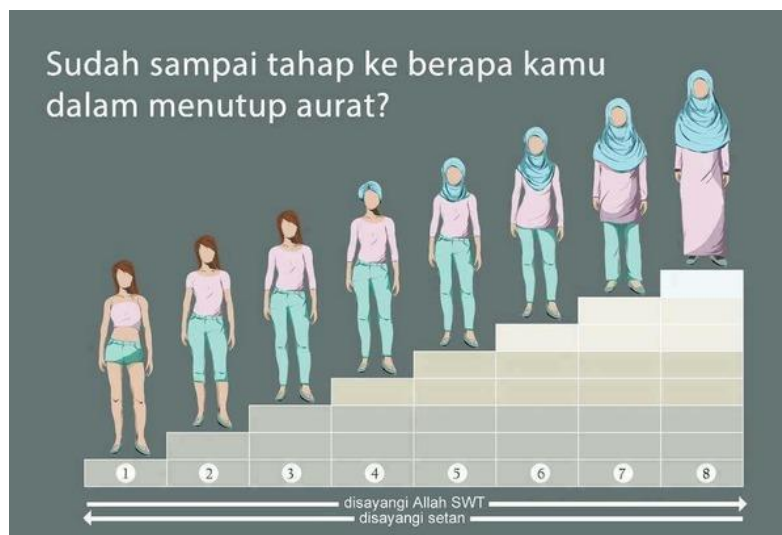 Sudah sampai tahap ke berapa kamu
dalam menutup aurat?
1 2 3 4 5 6 7 8
disayangi Allah SWT
disayangi setan